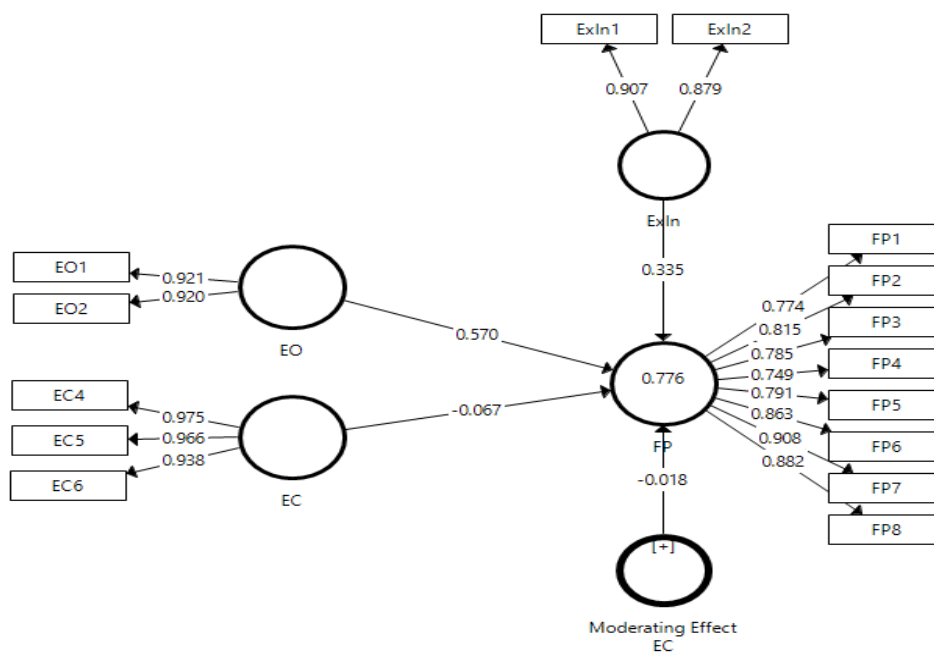 ExIn1
ExIn2
0.907
0.879
ExIn
0.335
EO1
EO2
0.921
0.920
EO
0.570
EC4
EC5
EC6
0.975
0.966
0.938
EC
-0.067
0.776
FP
0.774
0.815
0.785
0.749
0.791
0.863
0.908
0.882
FP1
FP2
FP3
FP4
FP5
FP6
FP7
FP8
-0.018
[+]
Moderating Effect
EC